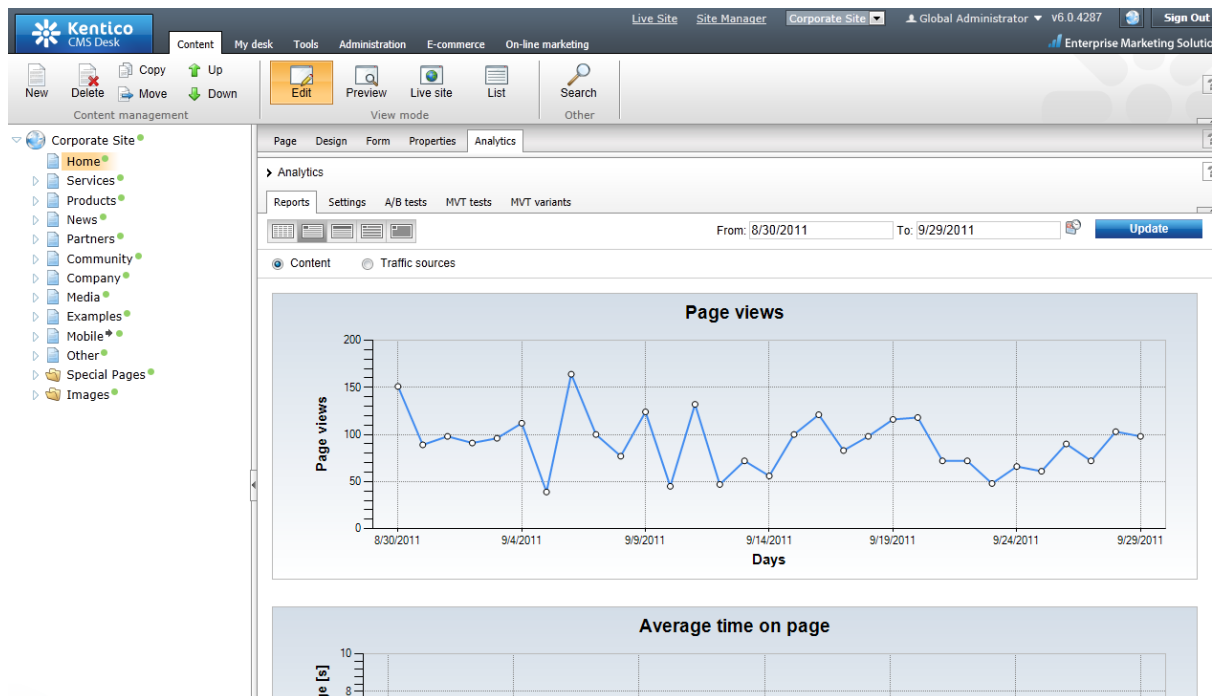 Kentico
CMS Desk
Live Site Site Manager Corporate Site Global Administrator v6.0.4287 Sign Out
Content My desk Tools Administration E-commerce On-line marketing
Enterprise Marketing
New Delete Copy Move Up Down
Content management
Edit Preview Live site List
View mode
Search
Other
Corporate Site
Home
Services
Products
News
Partners
Community
Company
Media
Examples
Mobile
Other
Special Pages
Images
Page Design Form Properties Analytics
Analytics
Reports Settings A/B tests MVT tests MVT variants
From: 8/30/2011 To: 9/29/2011 Update
Content Traffic sources
Page views
200
150
100
50
0
Page views
8/30/2011 9/4/2011 9/9/2011 9/14/2011 9/19/2011 9/24/2011 9/29/2011
Days
Average time on page
10
8
[s]